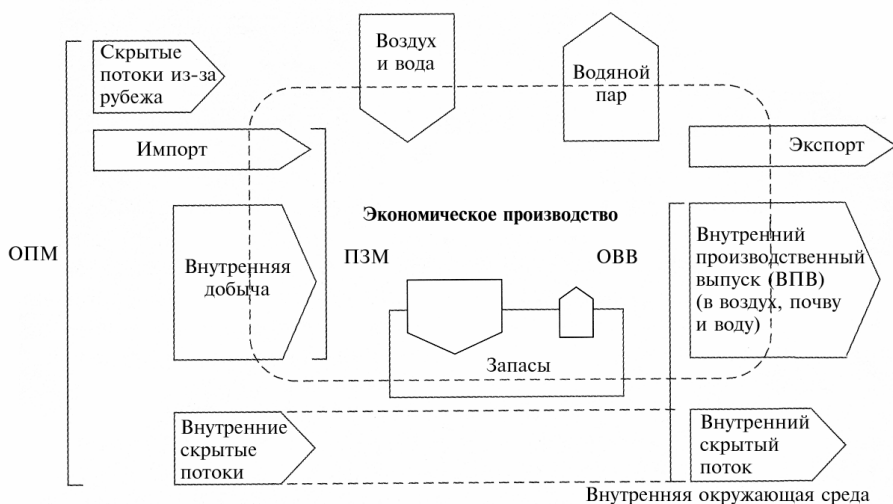 Скрытые
потоки из-за
рубежа
Воздух
и вода
Водяной
пар
Импорт
Экспорт
Экономическое производство
ОПМ
Внутренняя
добыча
ПЗМ
ОВВ
Внутренний
производственный
выпуск (ВПВ)
(в воздух, почву
и воду)
Запасы
Внутренние
скрытые
потоки
Внутренний
скрытый
поток
Внутренняя окружающая среда